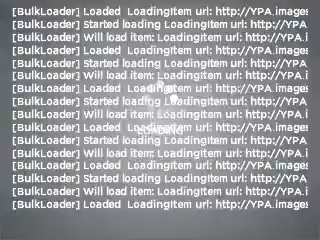 [BulkLoader] Loaded  LoadingItem url: http://YPA.images
[BulkLoader] Started loading LoadingItem url: http://YPA
[BulkLoader] Will load item: LoadingItem url: http://YPA.i
[BulkLoader] Loaded  LoadingItem url: http://YPA.images
[BulkLoader] Started loading LoadingItem url: http://YPA
[BulkLoader] Will load item: LoadingItem url: http://YPA.i
[BulkLoader] Loaded  LoadingItem url: http://YPA.images
[BulkLoader] Started loading LoadingItem url: http://YPA
[BulkLoader] Will load item: LoadingItem url: http://YPA.i
[BulkLoader] Loaded  LoadingItem url: http://YPA.images
LOADING
[BulkLoader] Started loading LoadingItem url: http://YPA
[BulkLoader] Will load item: LoadingItem url: http://YPA.i
[BulkLoader] Loaded  LoadingItem url: http://YPA.images
[BulkLoader] Started loading LoadingItem url: http://YPA
[BulkLoader] Will load item: LoadingItem url: http://YPA.i
[BulkLoader] Loaded  LoadingItem url: http://YPA.images